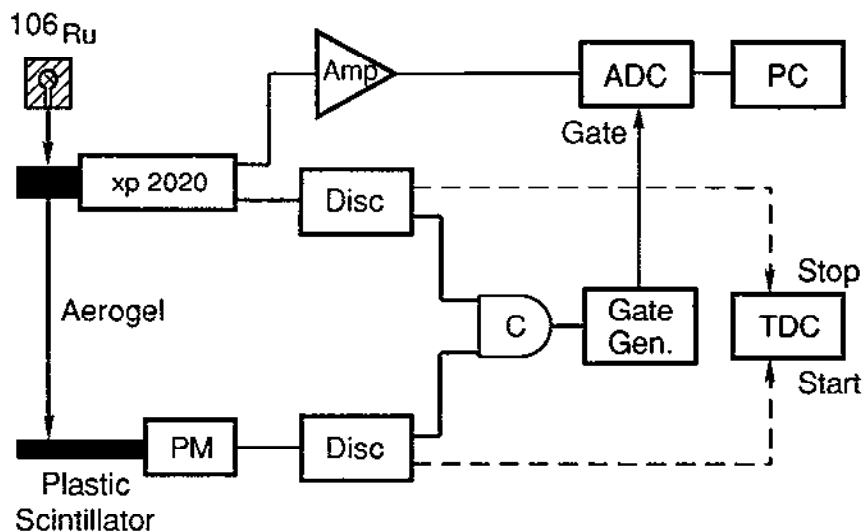 106Ru
Amp
ADC
PC
Gate
xp 2020
Disc
Aerogel
C
Gate
Gen.
Stop
TDC
Start
PM
Disc
Plastic
Scintillator